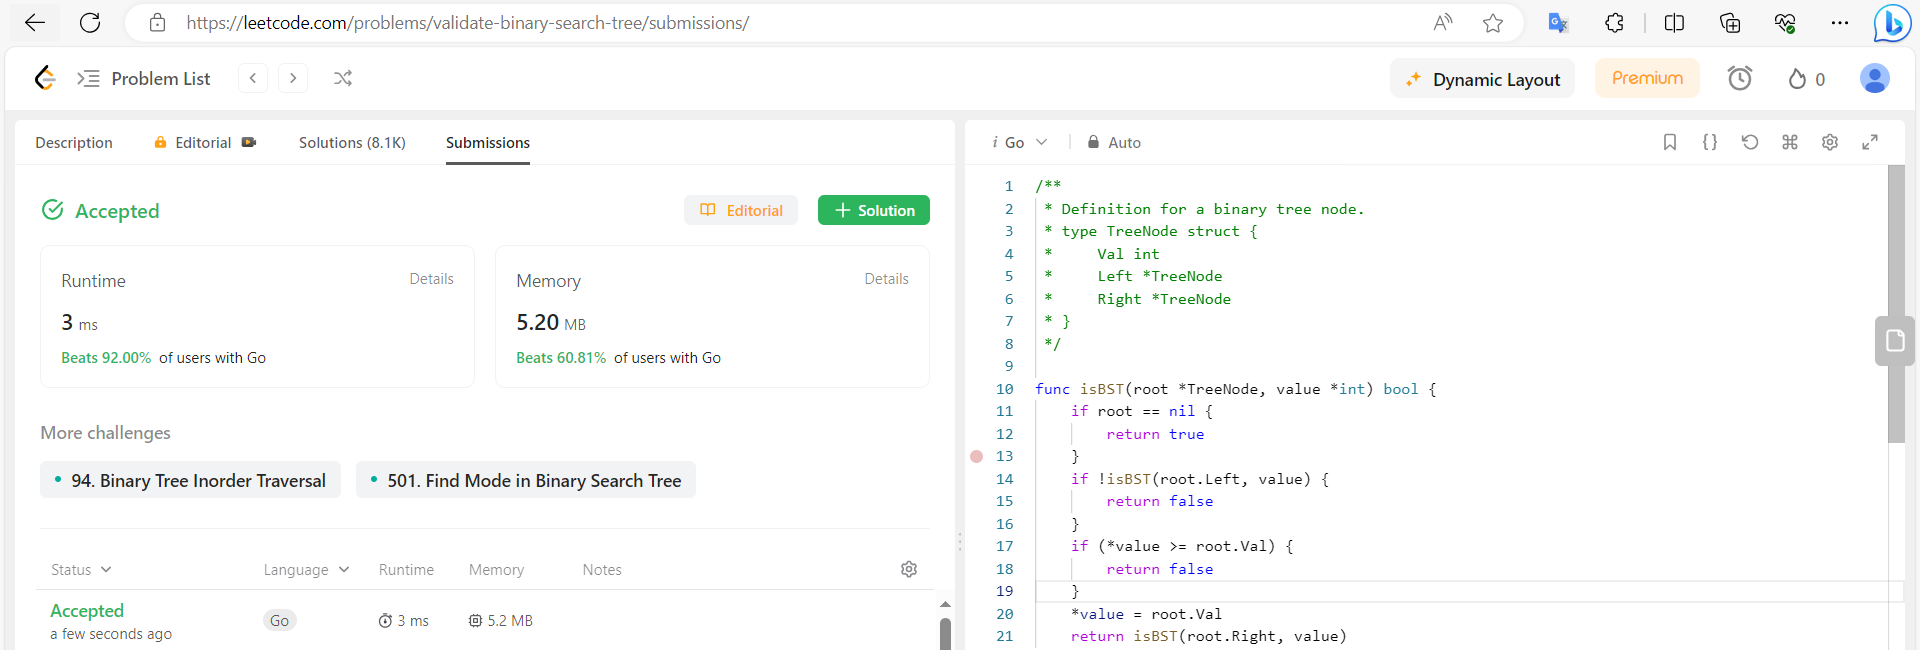 https://leetcode.com/problems/validate-binary-search-tree/submissions/
Problem List
Dynamic Layout
Premium
0
Description
Editorial
Solutions (8.1K)
Submissions
Accepted
Editorial
+ Solution
Runtime
Details
3 ms
Beats 92.00% of users with Go
Memory
Details
5.20 MB
Beats 60.81% of users with Go
More challenges
• 94. Binary Tree Inorder Traversal
• 501. Find Mode in Binary Search Tree
Status
Language
Runtime
Memory
Notes
Accepted
a few seconds ago
Go
3 ms
5.2 MB
i Go
Auto
1 /**
2  * Definition for a binary tree node.
3  * type TreeNode struct {
4  *     Val int
5  *     Left *TreeNode
6  *     Right *TreeNode
7  * }
8  */
9
10 func isBST(root *TreeNode, value *int) bool {
11     if root == nil {
12         return true
13     }
14     if !isBST(root.Left, value) {
15         return false
16     }
17     if (*value >= root.Val) {
18         return false
19     }
20     *value = root.Val
21     return isBST(root.Right, value)